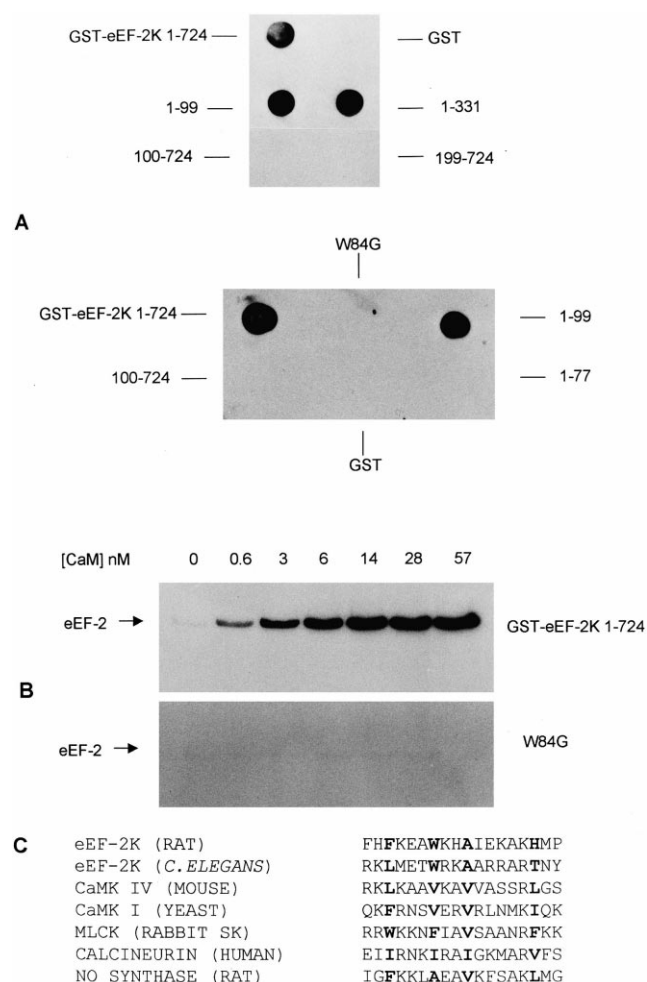 GST-eEF-2K 1-724 GST
1-99 1-331
100-724 199-724
A
W84G
GST-eEF-2K 1-724 1-99
100-724 1-77
GST
[CaM] nM 0 0.6 3 6 14 28 57
eEF-2 GST-eEF-2K 1-724
B
eEF-2 W84G
C eEF-2K (RAT) FHFKEAWKHAIEKAKHMP
eEF-2K (C.ELEGANS) RKLMETWRKAARRARTNY
CaMK IV (MOUSE) RKLKAAVKAVVASSRLGS
CaMK I (YEAST) QKFRNSVERVRLNMKIQK
MLCK (RABBIT SK) RRWKKNFIAVSAANRFKK
CALCINEURIN (HUMAN) EIIRNKIRAIGKMARVFS
NO SYNTHASE (RAT) IGFKKLAEAVKFSAKLMG